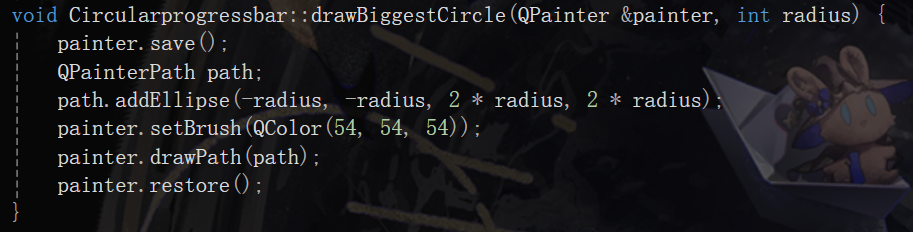 void Circularprogressbar::drawBiggestCircle(QPainter &painter, int radius) {
    painter.save();
    QPainterPath path;
    path.addEllipse(-radius, -radius, 2 * radius, 2 * radius);
    painter.setBrush(QColor(54, 54, 54));
    painter.drawPath(path);
    painter.restore();
}